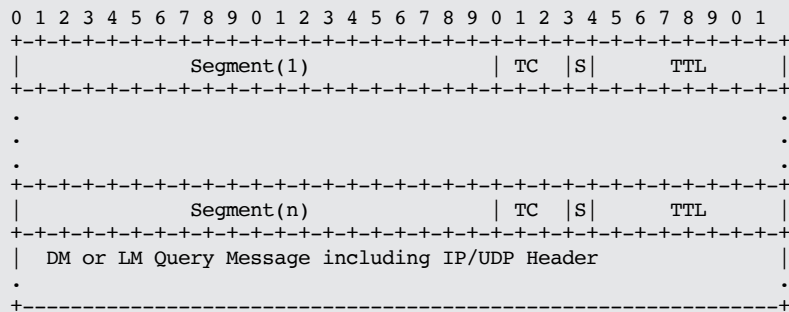 0 1 2 3 4 5 6 7 8 9 0 1 2 3 4 5 6 7 8 9 0 1 2 3 4 5 6 7 8 9 0 1
+-+-+-+-+-+-+-+-+-+-+-+-+-+-+-+-+-+-+-+-+-+-+-+-+-+-+-+-+-+-+-+-+
|              Segment(1)               | TC  |S|      TTL      |
+-+-+-+-+-+-+-+-+-+-+-+-+-+-+-+-+-+-+-+-+-+-+-+-+-+-+-+-+-+-+-+-+
.                                                               .
.                                                               .
.                                                               .
+-+-+-+-+-+-+-+-+-+-+-+-+-+-+-+-+-+-+-+-+-+-+-+-+-+-+-+-+-+-+-+-+
|              Segment(n)               | TC  |S|      TTL      |
+-+-+-+-+-+-+-+-+-+-+-+-+-+-+-+-+-+-+-+-+-+-+-+-+-+-+-+-+-+-+-+-+
|  DM or LM Query Message including IP/UDP Header               |
.                                                               .
+---------------------------------------------------------------+